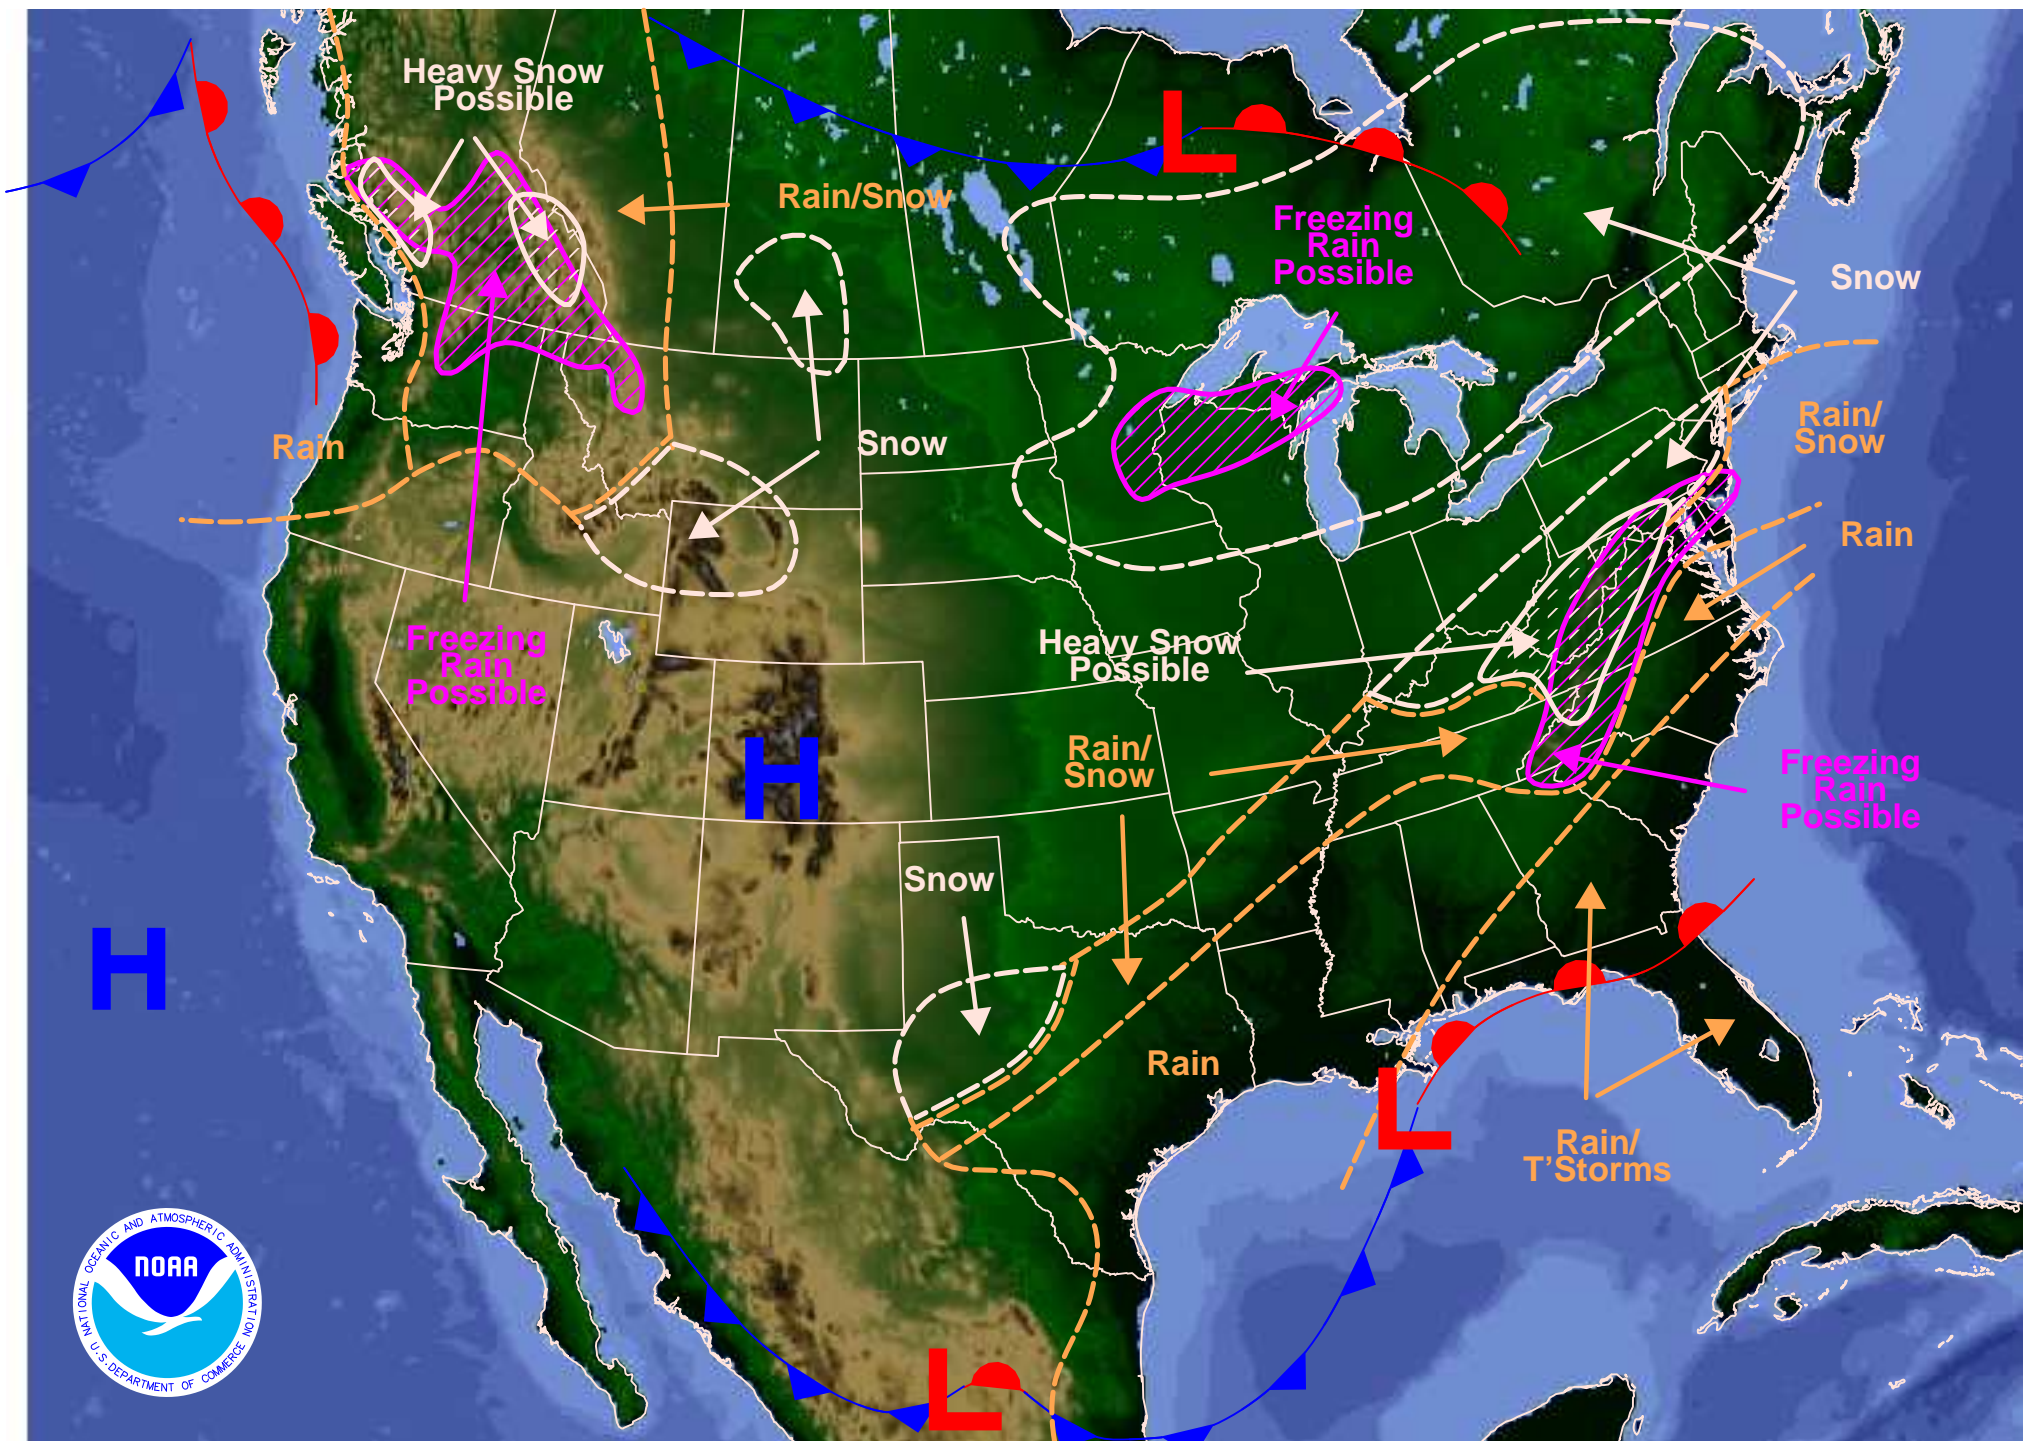 Heavy Snow
Possible
L
Rain/Snow
Freezing
Rain
Possible
Snow
Rain
Snow
Rain/
Snow
Rain
Freezing
Rain
Possible
Heavy Snow
Possible
H
Rain/
Snow
Freezing
Rain
Possible
Snow
H
Rain
L
Rain/
T'Storms
NATIONAL OCEANIC AND ATMOSPHERIC ADMINISTRATION
NOAA
U.S. DEPARTMENT OF COMMERCE
L